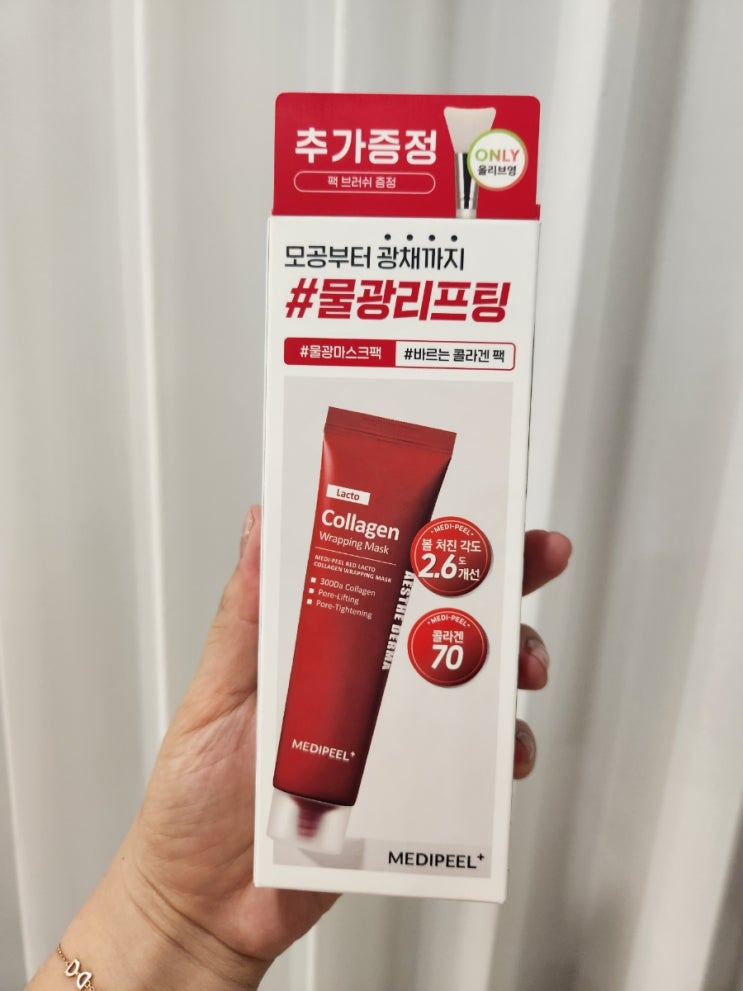 추가증정
팩 브러쉬 증정
ONLY
올리브영
모공부터 광채까지
#물광리프팅
#물광마스크팩
#바르는 콜라겐 팩
Lacto
Collagen
Wrapping Mask
MEDI-PEEL RED LACTO
COLLAGEN WRAPPING MASK
300Da Collagen
Pore-Lifting
Pore-Tightening
AESTHE DERMA
MEDIPEEL+
·MEDI-PEEL·
볼 처진 각도
2.6도개선
·MEDI-PEEL·
콜라겐
70
MEDIPEEL+